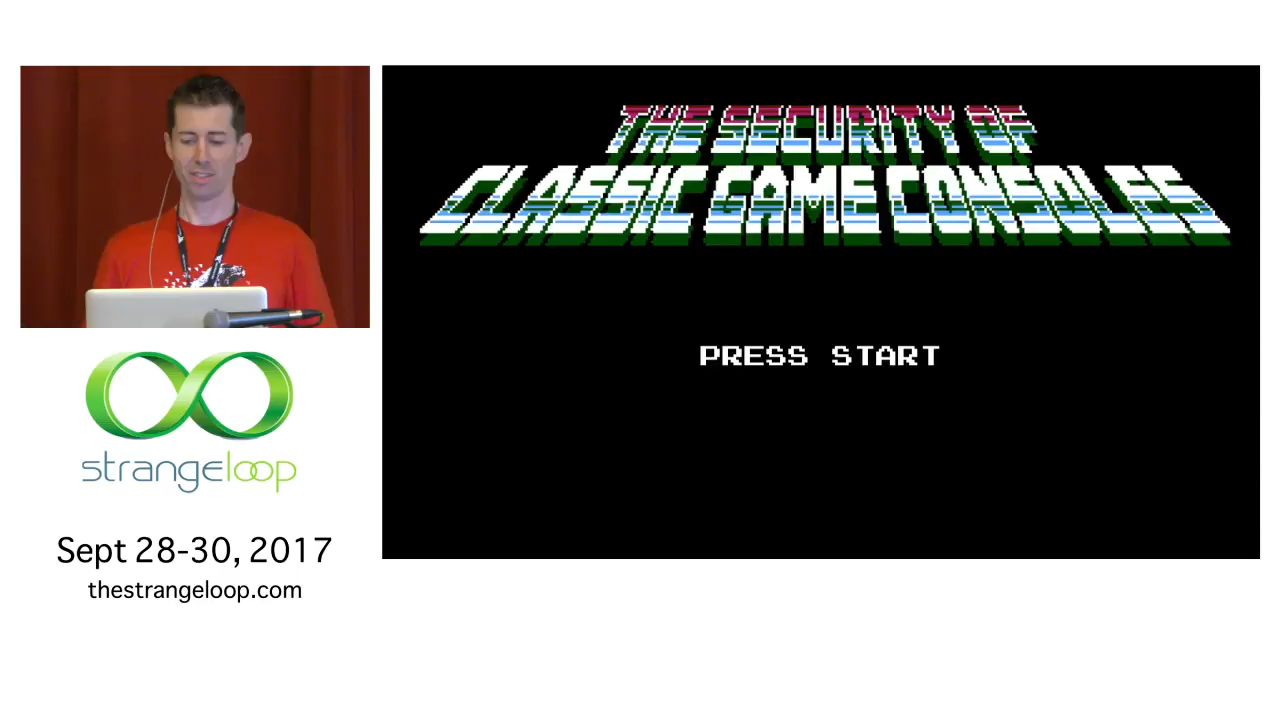 THE SECURITY OF
CLASSIC GAME CONSOLES
PRESS START
strangeloop
Sept 28-30, 2017
thestrangeloop.com